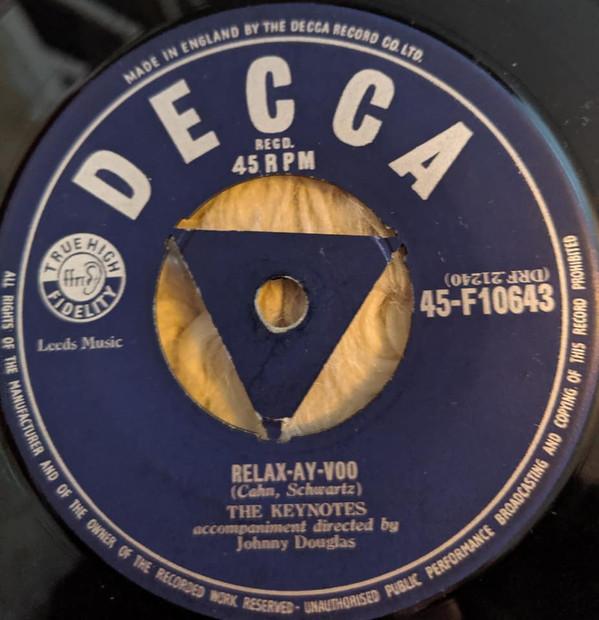 MADE IN ENGLAND BY THE DECCA RECORD CO. LTD.
DECCA
REGD.
45 RPM
TRUE HIGH
ffrr
FIDELITY
Leeds Music
(DRF.21240)
45-F10643
RELAX-AY-VOO
(Cahn, Schwartz)
THE KEYNOTES
accompaniment directed by
Johnny Douglas
ALL RIGHTS OF THE MANUFACTURER AND OF THE OWNER OF THE RECORDED WORK RESERVED - UNAUTHORISED PUBLIC PERFORMANCE BROADCASTING AND COPYING OF THIS RECORD PROHIBITED